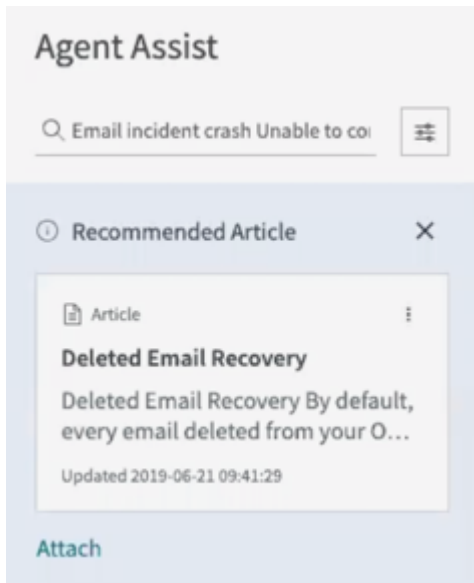 Agent Assist
Email incident crash Unable to co
Recommended Article
Article
Deleted Email Recovery
Deleted Email Recovery By default,
every email deleted from your O...
Updated 2019-06-21 09:41:29
Attach